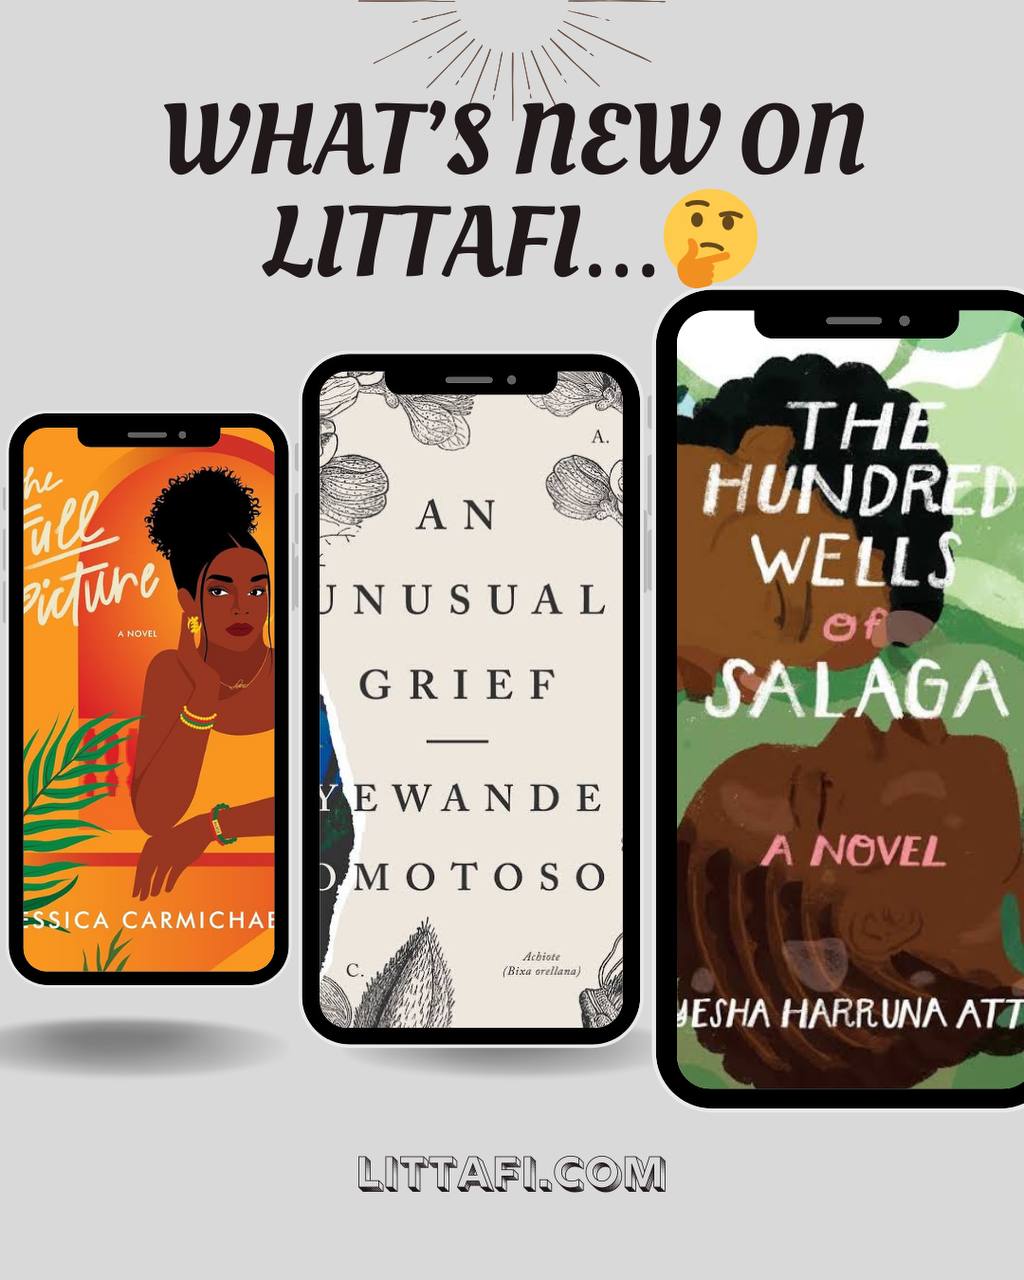 WHAT'S NEW ON
LITTAFI...
he
Full
Picture
A NOVEL
ESSICA CARMICHAE
A.
AN
UNUSUAL
GRIEF
YEWANDE
OMOTOSO
C.
Achiote
(Bixa orellana)
THE
HUNDRED
WELLS
of
SALAGA
A NOVEL
YESHA HARRUNA ATT
LITTAFI.COM